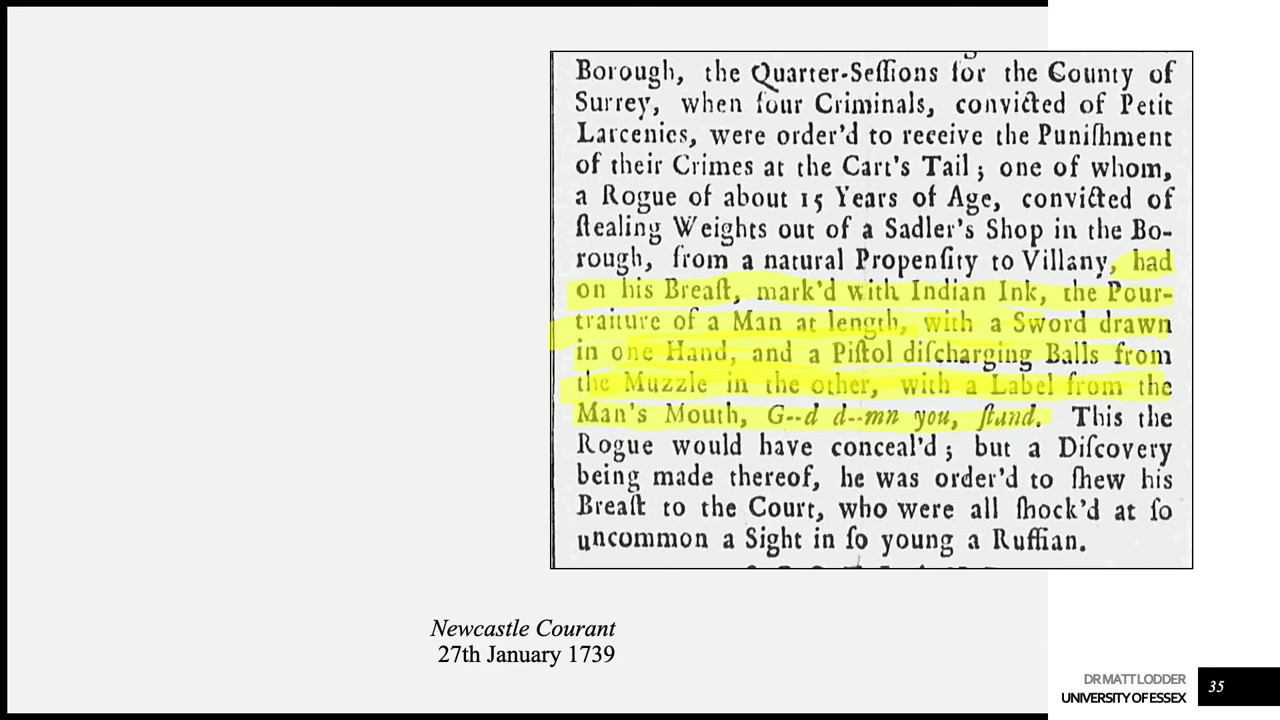 Borough, the Quarter-Seſſions for the County of
Surrey, when four Criminals, convicted of Petit
Larcenies, were order'd to receive the Puniſhment
of their Crimes at the Cart's Tail; one of whom,
a Rogue of about 15 Years of Age, convicted of
ſtealing Weights out of a Sadler's Shop in the Bo-
rough, from a natural Propenſity to Villany, had
on his Breaſt, mark'd with Indian Ink, the Pour-
traiture of a Man at length, with a Sword drawn
in one Hand, and a Piſtol diſcharging Balls from
the Muzzle in the other, with a Label from the
Man's Mouth, G--d d--mn you, ſtand. This the
Rogue would have conceal'd; but a Diſcovery
being made thereof, he was order'd to ſhew his
Breaſt to the Court, who were all ſhock'd at ſo
uncommon a Sight in ſo young a Ruffian.
Newcastle Courant
27th January 1739
DR MATT LODDER
UNIVERSITY OF ESSEX
35